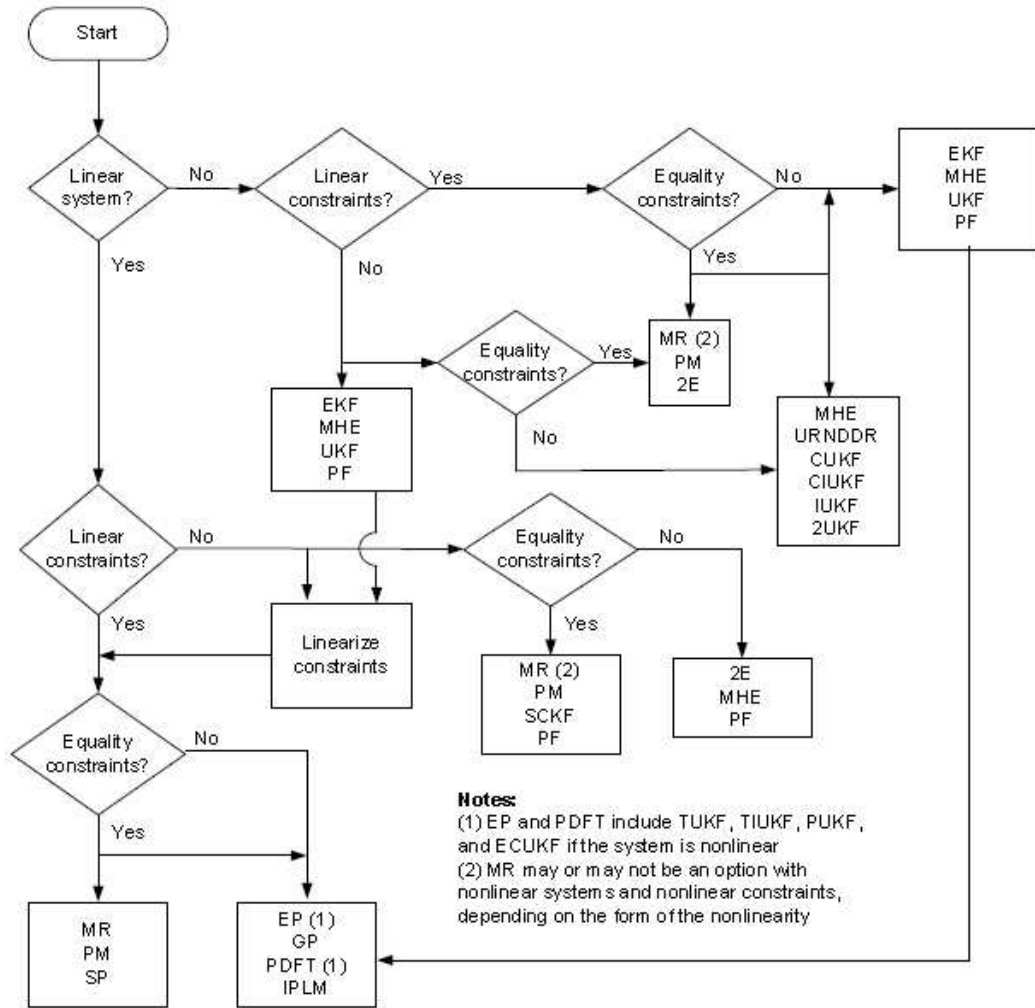 Start
Linear
system?
No
Linear
constraints?
Yes
Equality
constraints?
No
EKF
MHE
UKF
PF
Yes
No
Yes
Equality
constraints?
Yes
MR (2)
PM
2E
EKF
MHE
UKF
PF
No
MHE
URNDDR
CUKF
CIUKF
IUKF
2UKF
Linear
constraints?
No
Equality
constraints?
No
Yes
Linearize
constraints
Yes
MR (2)
PM
SCKF
PF
2E
MHE
PF
Equality
constraints?
No
Yes
Notes:
(1) EP and PDFT include TUKF, TIUKF, PUKF,
and ECUKF if the system is nonlinear
(2) MR may or may not be an option with
nonlinear systems and nonlinear constraints,
depending on the form of the nonlinearity
MR
PM
SP
EP (1)
GP
PDFT (1)
IPLM